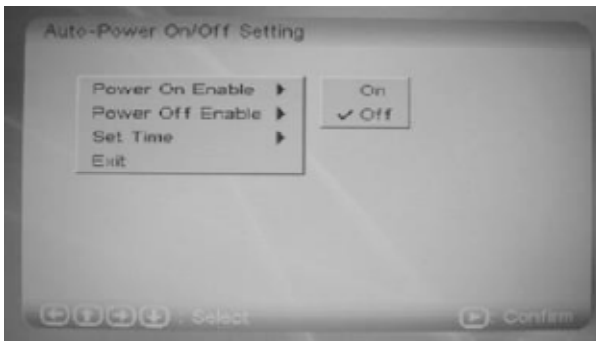 Auto-Power On/Off Setting
Power On Enable
On
Power Off Enable
Off
Set Time
Exit
: Select
: Confirm